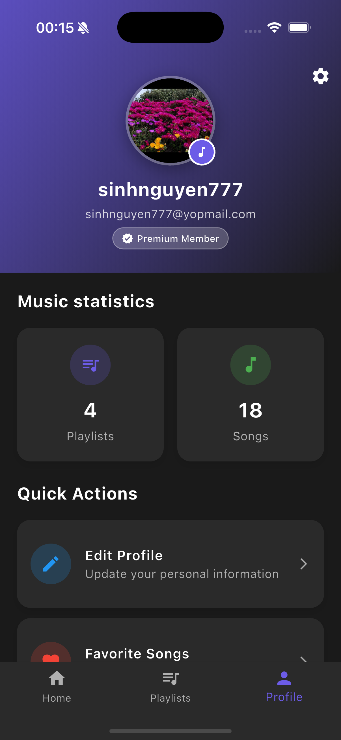 00:15
sinhnguyen777
sinhnguyen777@yopmail.com
Premium Member
Music statistics
4
Playlists
18
Songs
Quick Actions
Edit Profile
Update your personal information
Favorite Songs
Home
Playlists
Profile